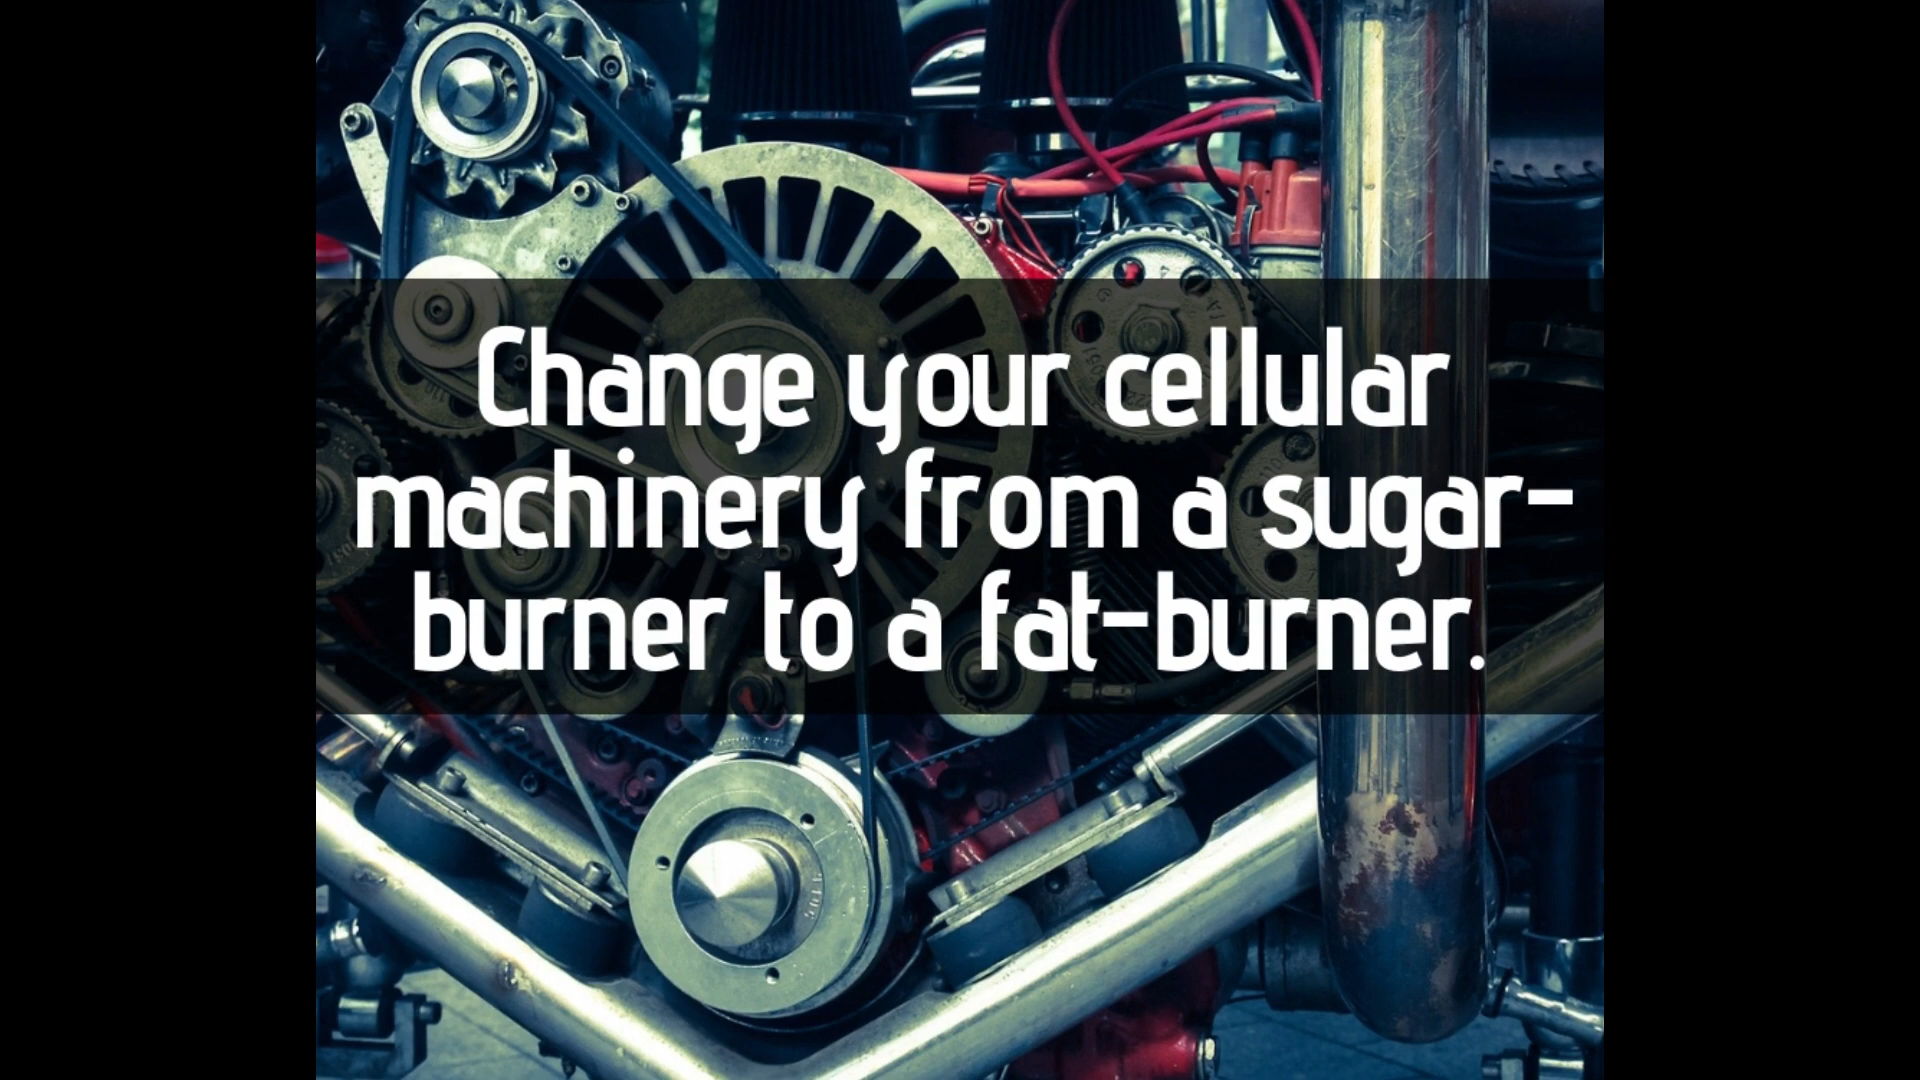 Change your cellular
machinery from a sugar-
burner to a fat-burner.